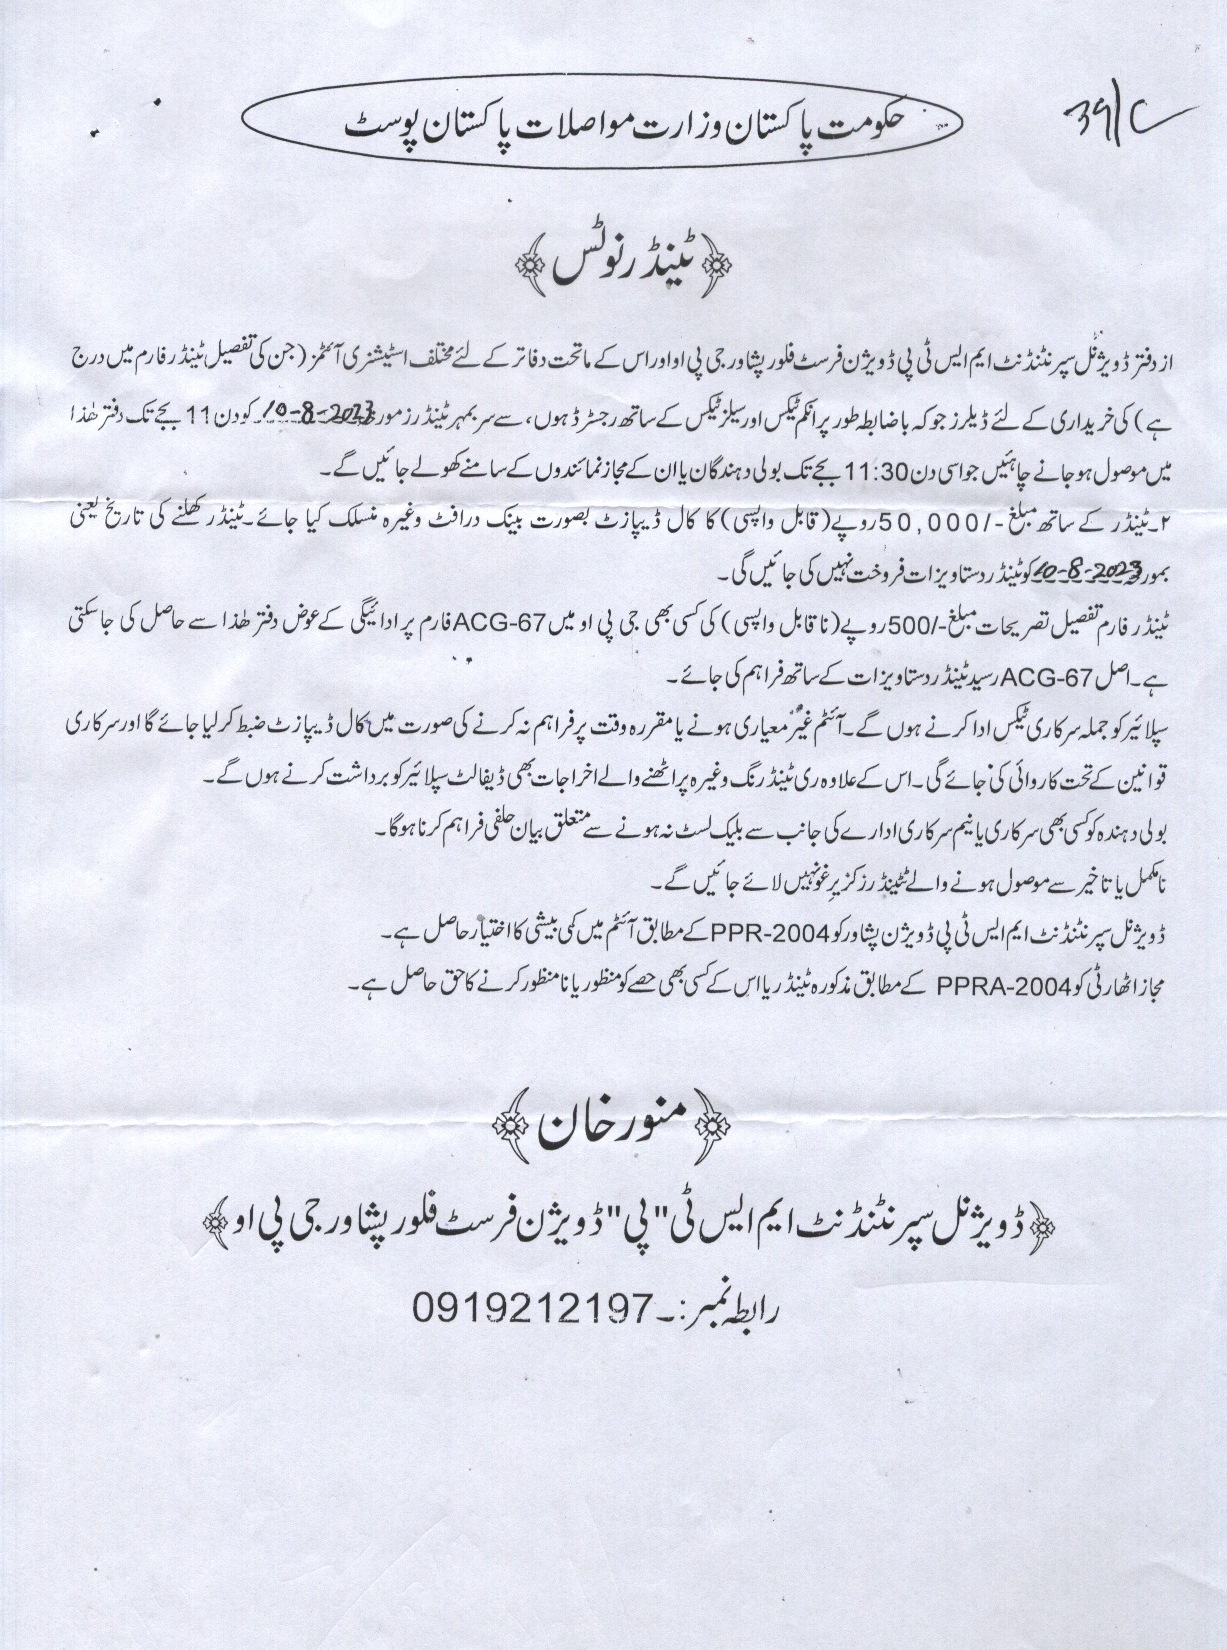 39/C
حکومت پاکستان وزارت مواصلات پاکستان پوسٹ
ٹینڈر نوٹس
از دفتر ڈویژنل سپرنٹنڈنٹ ایم ایس ٹی پی ڈویژن فرسٹ فلور پشاور جی پی او اور اس کے ماتحت دفاتر کے لئے مختلف اسٹیشنری آئٹمز (جن کی تفصیل ٹینڈر فارم میں درج
ہے) کی خریداری کے لئے ڈیلرز جو کہ باضابطہ طور پر انکم ٹیکس اور سیلز ٹیکس کے ساتھ رجسٹرڈ ہوں، سے سر بمہر ٹینڈرز مورخہ 10-8-2023 کو دن 11 بجے تک دفتر ھٰذا
میں موصول ہو جانے چاہئیں جو اسی دن 11:30 بجے تک بولی دہندگان یا ان کے مجاز نمائندوں کے سامنے کھولے جائیں گے۔
۲۔ ٹینڈر کے ساتھ مبلغ -/50,000 روپے (قابل واپسی) کا کال ڈیپازٹ بصورت بینک درافٹ وغیرہ منسلک کیا جائے۔ ٹینڈر کھلنے کی تاریخ یعنی
بمور 10-8-2023 کو ٹینڈر دستاویزات فروخت نہیں کی جائیں گی۔
ٹینڈر فارم تفصیل تصریحات مبلغ -/500 روپے (نا قابل واپسی) کی کسی بھی جی پی او میں ACG-67 فارم پر ادائیگی کے عوض دفتر ھٰذا سے حاصل کی جاسکتی
ہے۔ اصل ACG-67 رسید ٹینڈر دستاویزات کے ساتھ فراہم کی جائے۔
سپلائیر کو جملہ سرکاری ٹیکس ادا کرنے ہوں گے۔ آئٹم غیر معیاری ہونے یا مقررہ وقت پر فراہم نہ کرنے کی صورت میں کال ڈیپازٹ ضبط کر لیا جائے گا اور سرکاری
قوانین کے تحت کاروائی کی جائے گی۔ اس کے علاوہ ری ٹینڈرنگ وغیرہ پر اٹھنے والے اخراجات بھی ڈیفالٹ سپلائیر کو برداشت کرنے ہوں گے۔
بولی دہندہ کو کسی بھی سرکاری یا نیم سرکاری ادارے کی جانب سے بلیک لسٹ نہ ہونے سے متعلق بیان حلفی فراہم کرنا ہوگا۔
نامکمل یا تاخیر سے موصول ہونے والے ٹینڈرز کو زیر غور نہیں لائے جائیں گے۔
ڈویژنل سپرنٹنڈنٹ ایم ایس ٹی پی ڈویژن پشاور کو PPR-2004 کے مطابق آئٹم میں کمی بیشی کا اختیار حاصل ہے۔
مجاز اتھارٹی کو PPRA-2004 کے مطابق مذکورہ ٹینڈر یا اس کے کسی بھی حصے کو منظور یا نا منظور کرنے کا حق حاصل ہے۔
منور خان
ڈویژنل سپرنٹنڈنٹ ایم ایس ٹی "پی" ڈویژن فرسٹ فلور پشاور جی پی او
رابطہ نمبر:۔ 0919212197